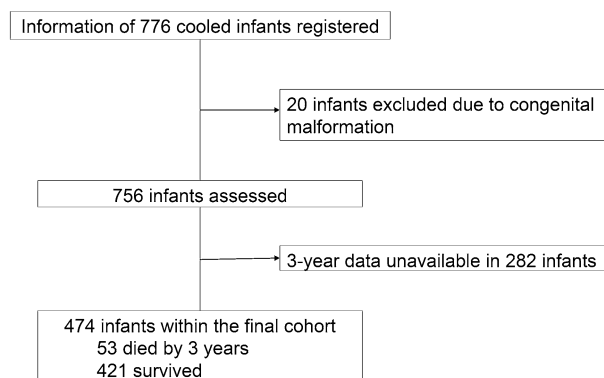 Information of 776 cooled infants registered
20 infants excluded due to congenital
malformation
756 infants assessed
3-year data unavailable in 282 infants
474 infants within the final cohort
53 died by 3 years
421 survived